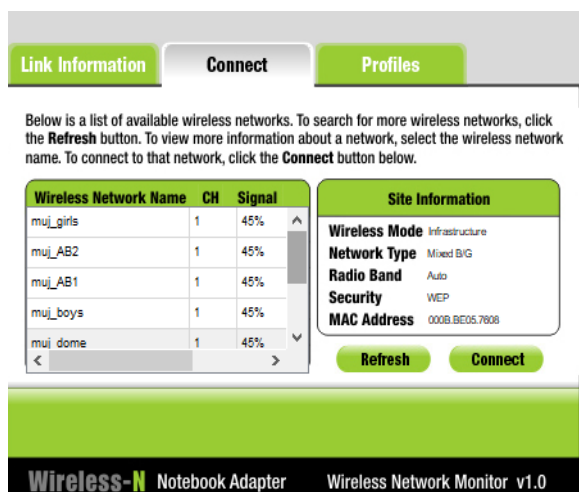 Link Information Connect Profiles
Below is a list of available wireless networks. To search for more wireless networks, click
the Refresh button. To view more information about a network, select the wireless network
name. To connect to that network, click the Connect button below.
Wireless Network Name CH Signal
muj_girls 1 45%
muj_AB2 1 45%
muj_AB1 1 45%
muj_boys 1 45%
muj_dome 1 45%
Site Information
Wireless Mode Infrastructure
Network Type Mixed B/G
Radio Band Auto
Security WEP
MAC Address 000B.BE05.7608
Refresh Connect
Wireless-N Notebook Adapter Wireless Network Monitor v1.0